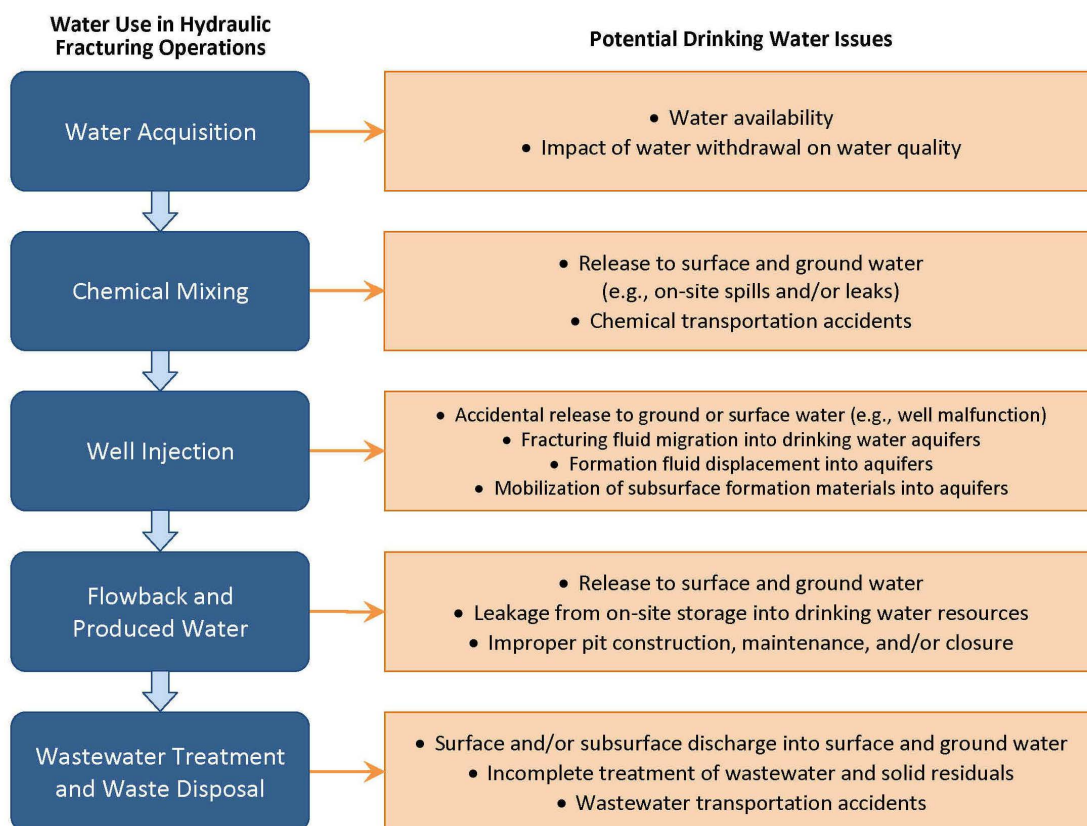 Water Use in Hydraulic
Fracturing Operations
Potential Drinking Water Issues
Water Acquisition
• Water availability
• Impact of water withdrawal on water quality
Chemical Mixing
• Release to surface and ground water
(e.g., on-site spills and/or leaks)
• Chemical transportation accidents
Well Injection
• Accidental release to ground or surface water (e.g., well malfunction)
• Fracturing fluid migration into drinking water aquifers
• Formation fluid displacement into aquifers
• Mobilization of subsurface formation materials into aquifers
Flowback and
Produced Water
• Release to surface and ground water
• Leakage from on-site storage into drinking water resources
• Improper pit construction, maintenance, and/or closure
Wastewater Treatment
and Waste Disposal
• Surface and/or subsurface discharge into surface and ground water
• Incomplete treatment of wastewater and solid residuals
• Wastewater transportation accidents